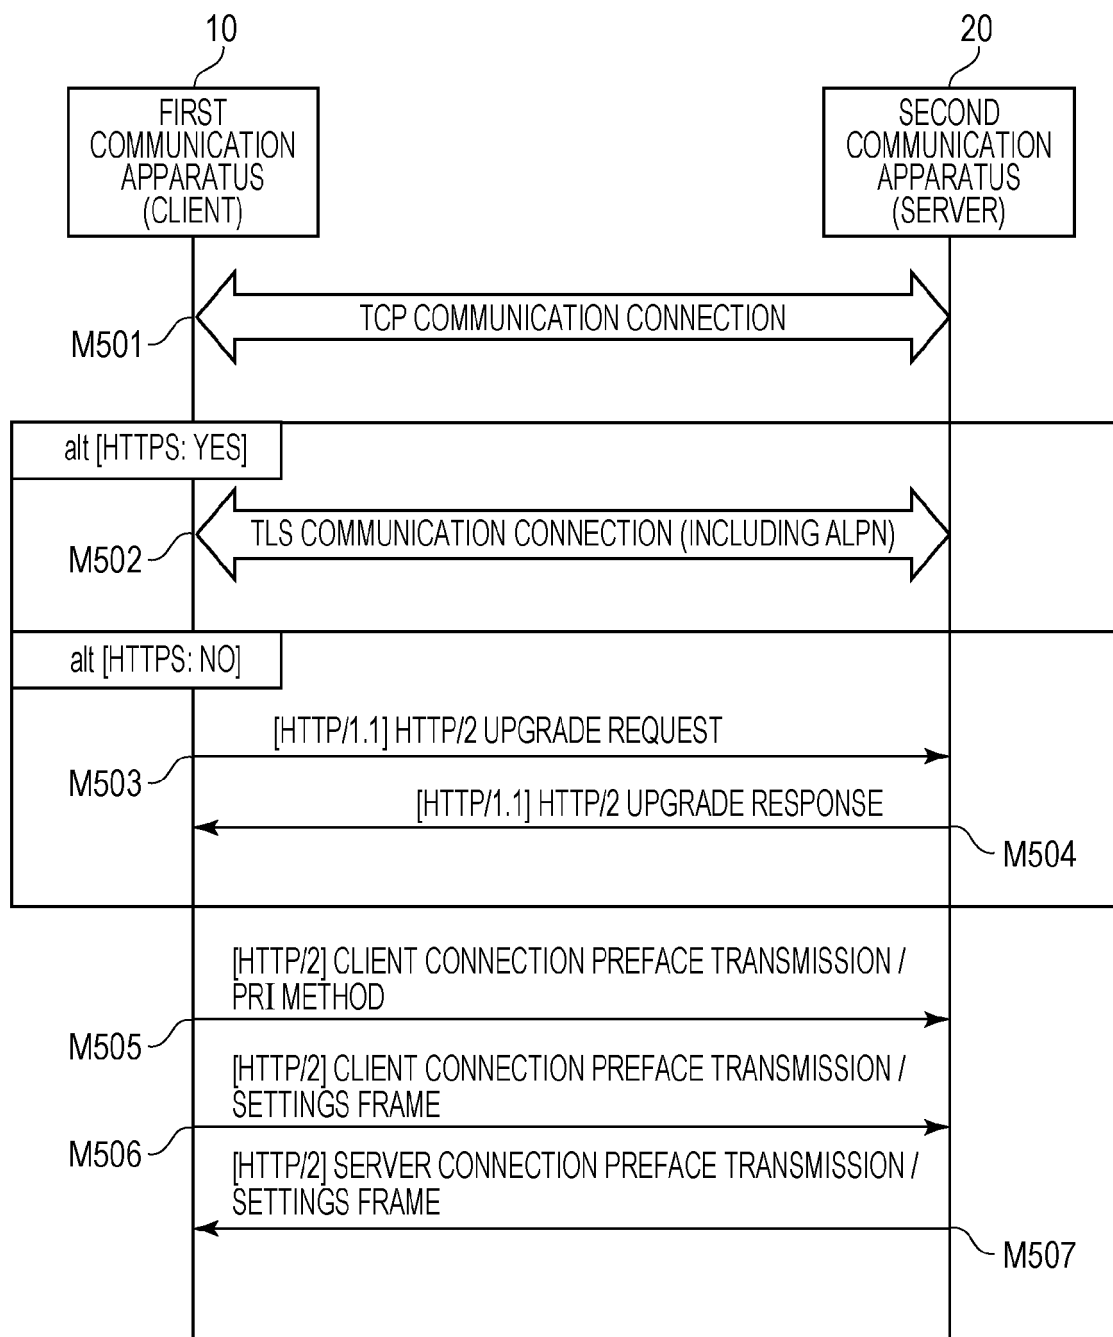 10
20
FIRST
COMMUNICATION
APPARATUS
(CLIENT)
SECOND
COMMUNICATION
APPARATUS
(SERVER)
TCP COMMUNICATION CONNECTION
M501
alt [HTTPS: YES]
TLS COMMUNICATION CONNECTION (INCLUDING ALPN)
M502
alt [HTTPS: NO]
[HTTP/1.1] HTTP/2 UPGRADE REQUEST
M503
[HTTP/1.1] HTTP/2 UPGRADE RESPONSE
M504
[HTTP/2] CLIENT CONNECTION PREFACE TRANSMISSION /
PRI METHOD
M505
[HTTP/2] CLIENT CONNECTION PREFACE TRANSMISSION /
SETTINGS FRAME
M506
[HTTP/2] SERVER CONNECTION PREFACE TRANSMISSION /
SETTINGS FRAME
M507